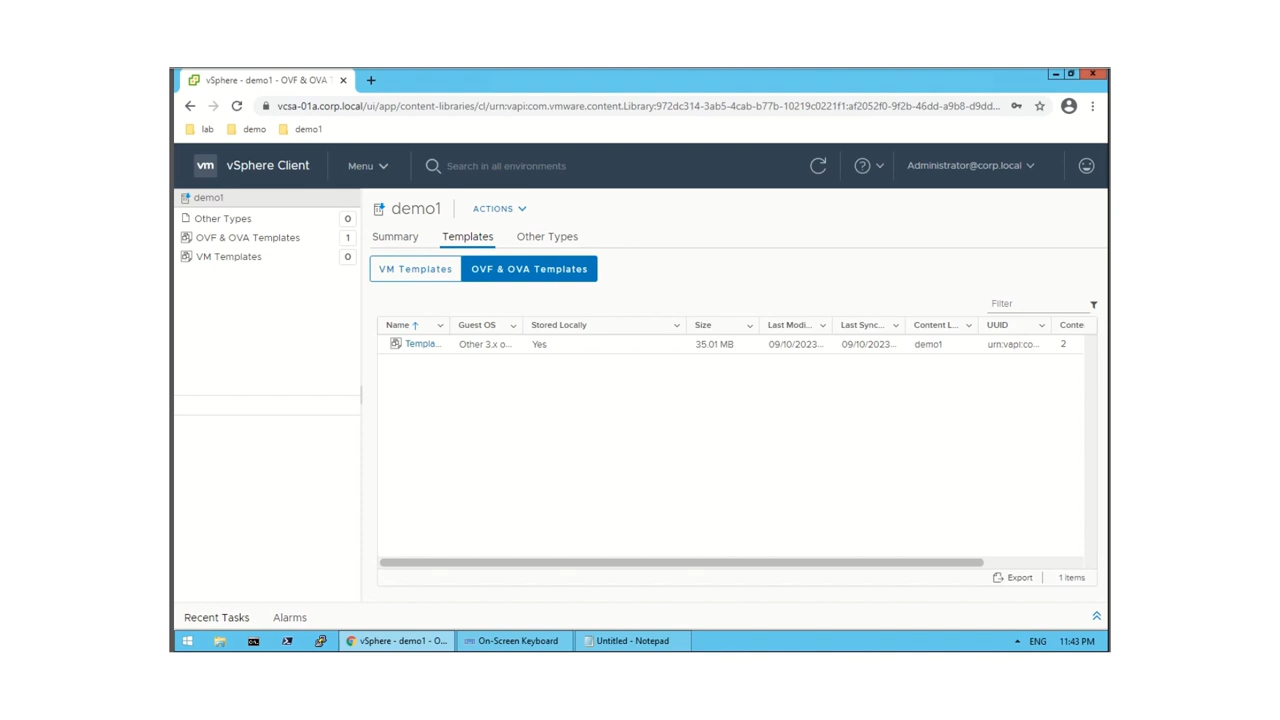 vSphere - demo1 - OVF & OVA T
vcsa-01a.corp.local/ui/app/content-libraries/cl/urn:vapi:com.vmware.content.Library:972dc314-3ab5-4cab-b77b-10219c0221f1:af2052f0-9f2b-46dd-a9b8-d9dd...
lab demo demo1
vm vSphere Client Menu Search in all environments Administrator@corp.local
demo1
Other Types 0
OVF & OVA Templates 1
VM Templates 0
demo1 ACTIONS
Summary Templates Other Types
VM Templates OVF & OVA Templates
Filter
Name Guest OS Stored Locally Size Last Modi... Last Sync... Content L... UUID Conte
Templa... Other 3.x o... Yes 35.01 MB 09/10/2023... 09/10/2023... demo1 urn:vapi:co... 2
Export 1 items
Recent Tasks Alarms
vSphere - demo1 - O... On-Screen Keyboard Untitled - Notepad ENG 11:43 PM